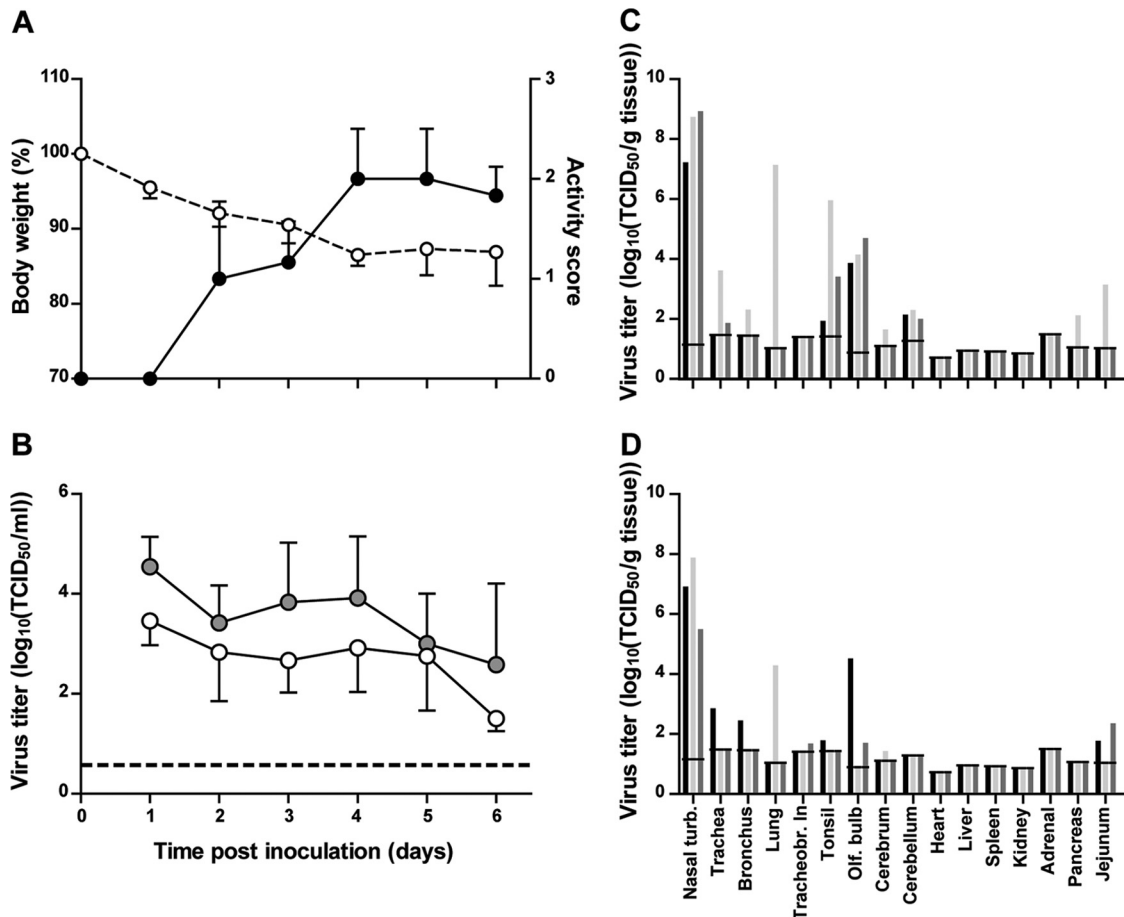 A
110
100
90
80
70
Body weight (%)
3
2
1
0
Activity score
B
6
4
2
0
Virus titer (log10(TCID50/ml))
0 1 2 3 4 5 6
Time post inoculation (days)
C
10
8
6
4
2
0
Virus titer (log10(TCID50/g tissue))
D
10
8
6
4
2
0
Virus titer (log10(TCID50/g tissue))
Nasal turb.
Trachea
Bronchus
Lung
Tracheobr. ln
Tonsil
Olf. bulb
Cerebrum
Cerebellum
Heart
Liver
Spleen
Kidney
Adrenal
Pancreas
Jejunum